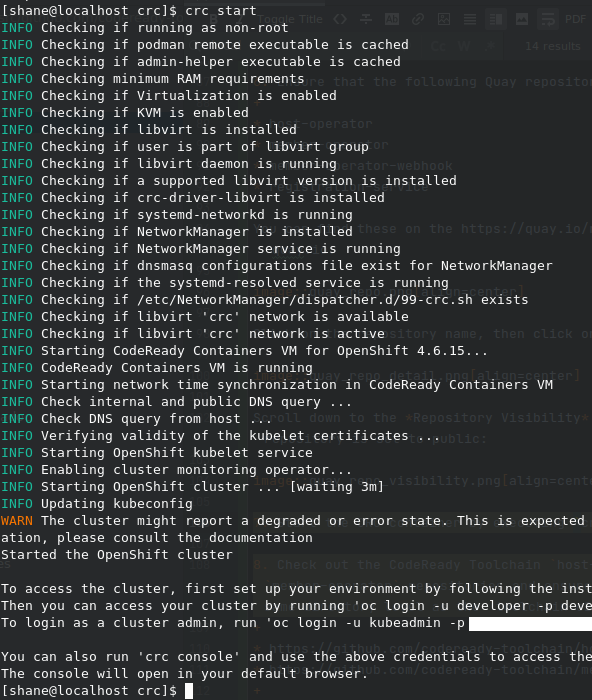 [shane@localhost crc]$ crc start
INFO Checking if running as non-root
INFO Checking if podman remote executable is cached
INFO Checking if admin-helper executable is cached
INFO Checking minimum RAM requirements
INFO Checking if Virtualization is enabled
INFO Checking if KVM is enabled
INFO Checking if libvirt is installed
INFO Checking if user is part of libvirt group
INFO Checking if libvirt daemon is running
INFO Checking if a supported libvirt version is installed
INFO Checking if crc-driver-libvirt is installed
INFO Checking if systemd-networkd is running
INFO Checking if NetworkManager is installed
INFO Checking if NetworkManager service is running
INFO Checking if dnsmasq configurations file exist for NetworkManager
INFO Checking if the systemd-resolved service is running
INFO Checking if /etc/NetworkManager/dispatcher.d/99-crc.sh exists
INFO Checking if libvirt 'crc' network is available
INFO Checking if libvirt 'crc' network is active
INFO Starting CodeReady Containers VM for OpenShift 4.6.15...
INFO CodeReady Containers VM is running
INFO Starting network time synchronization in CodeReady Containers VM
INFO Check internal and public DNS query ...
INFO Check DNS query from host ...
INFO Verifying validity of the kubelet certificates ...
INFO Starting OpenShift kubelet service
INFO Enabling cluster monitoring operator...
INFO Starting OpenShift cluster ... [waiting 3m]
INFO Updating kubeconfig
WARN The cluster might report a degraded or error state. This is expected
ation, please consult the documentation
Started the OpenShift cluster
To access the cluster, first set up your environment by following the inst
Then you can access your cluster by running 'oc login -u developer -p deve
To login as a cluster admin, run 'oc login -u kubeadmin -p
You can also run 'crc console' and use the above credentials to access the
The console will open in your default browser.
[shane@localhost crc]$